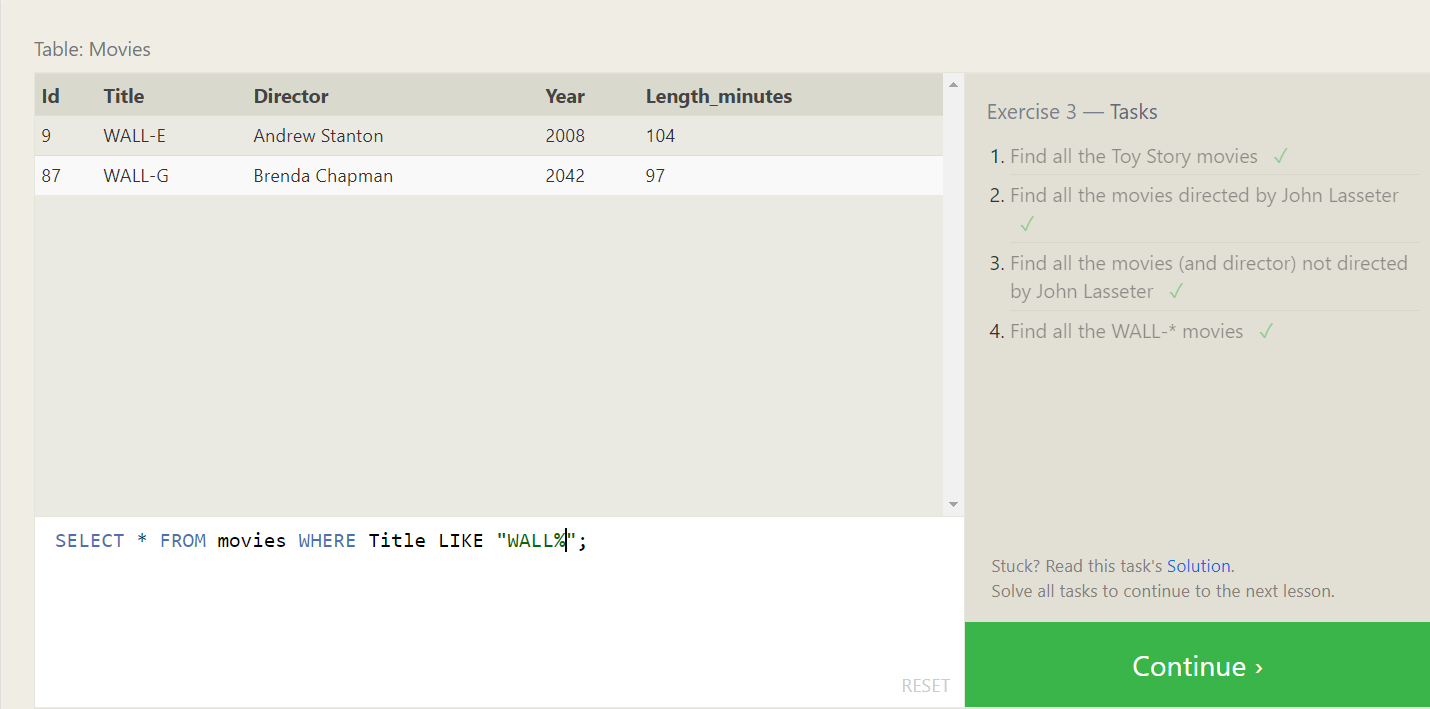 Table: Movies
Id Title Director Year Length_minutes
9 WALL-E Andrew Stanton 2008 104
87 WALL-G Brenda Chapman 2042 97
SELECT * FROM movies WHERE Title LIKE "WALL%";
RESET
Exercise 3 — Tasks
1. Find all the Toy Story movies ✓
2. Find all the movies directed by John Lasseter
✓
3. Find all the movies (and director) not directed
by John Lasseter ✓
4. Find all the WALL-* movies ✓
Stuck? Read this task's Solution.
Solve all tasks to continue to the next lesson.
Continue ›